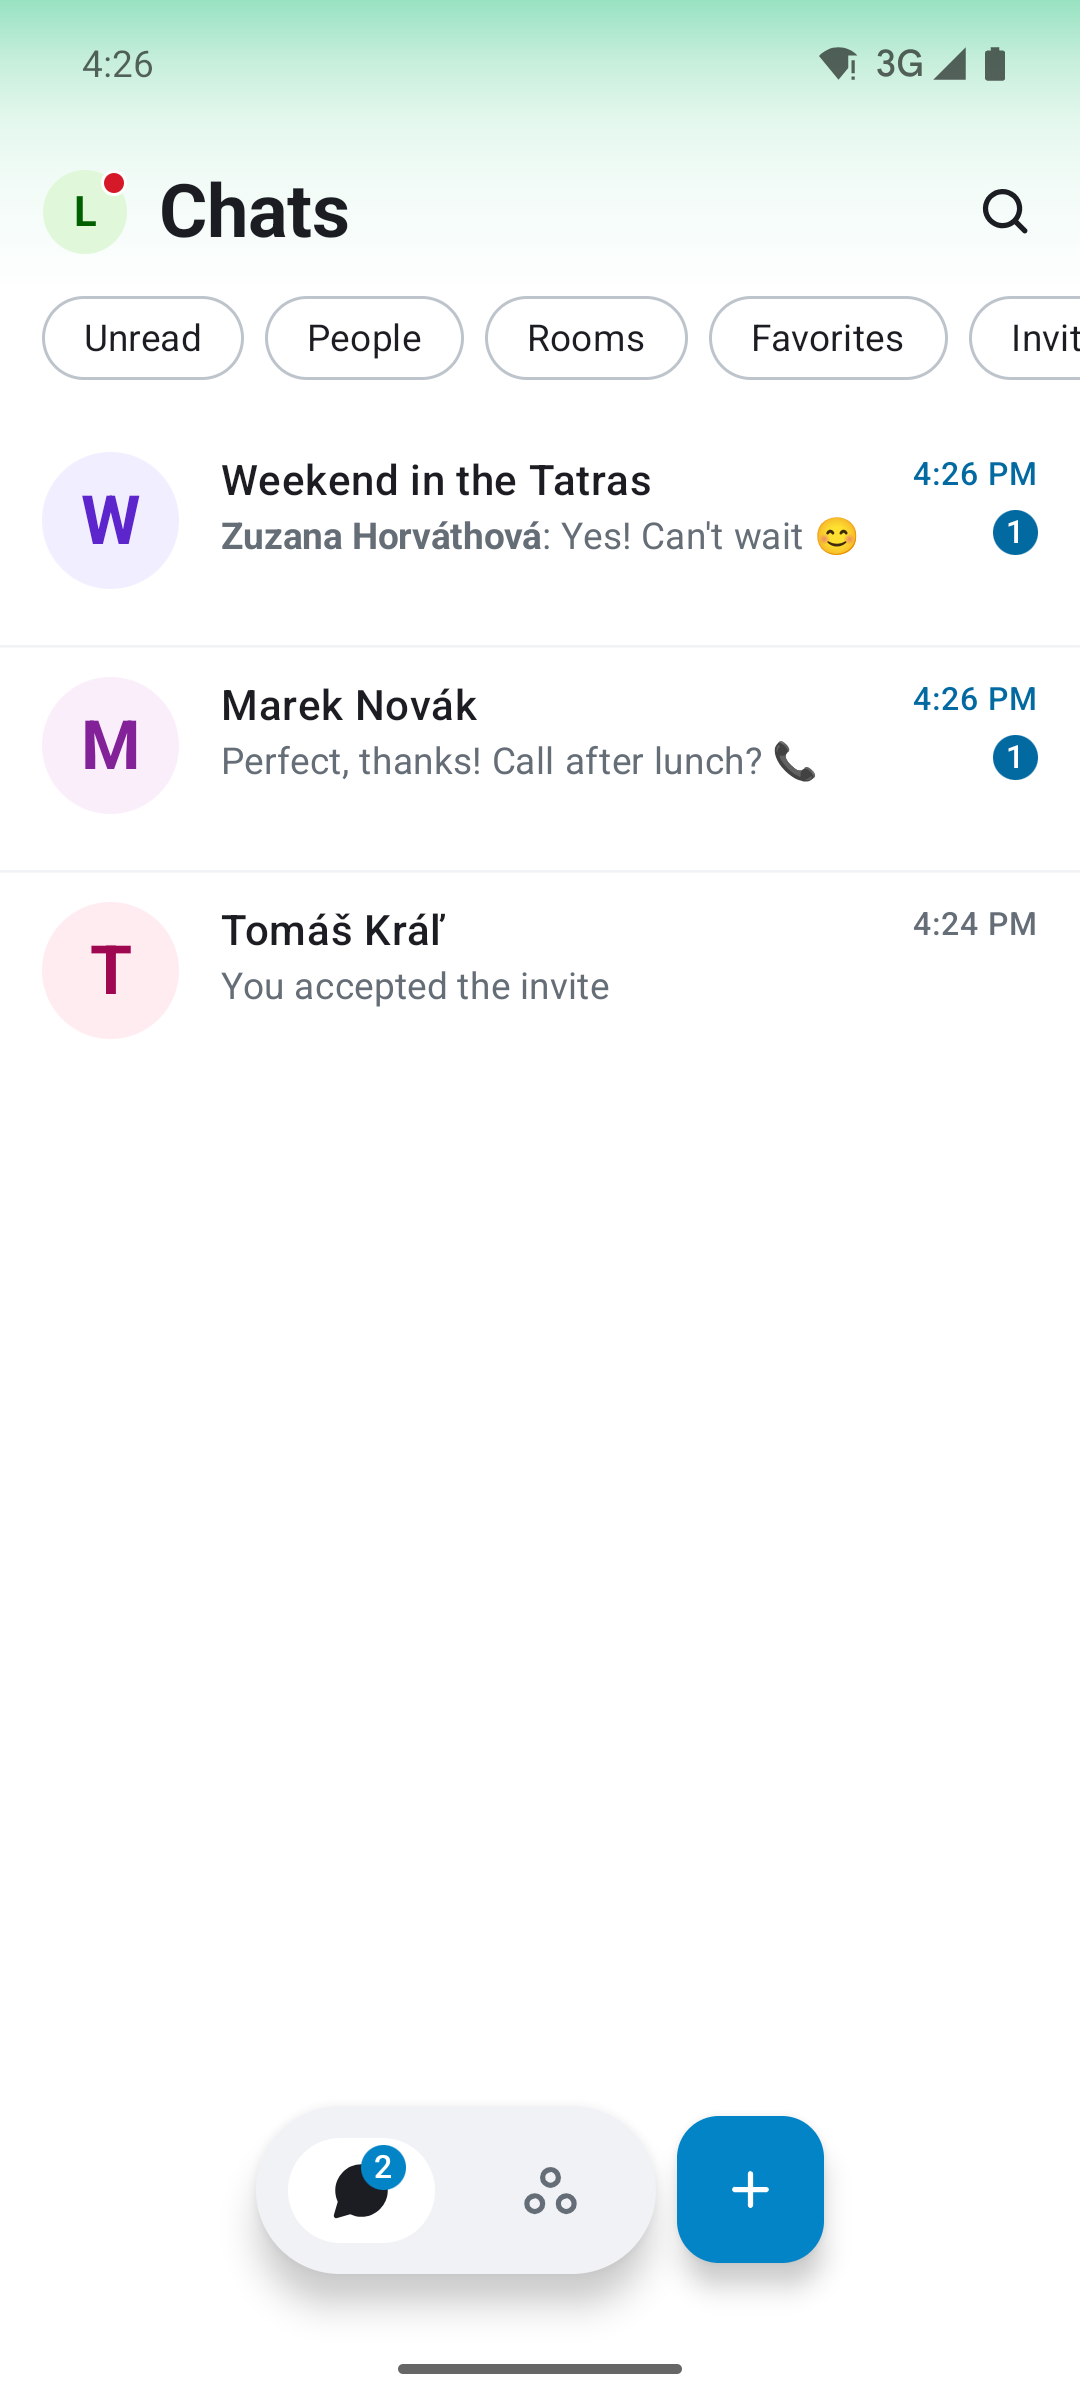 4:26
3G
L
Chats
Unread
People
Rooms
Favorites
Invit
W
Weekend in the Tatras
4:26 PM
Zuzana Horváthová: Yes! Can't wait 😊
1
M
Marek Novák
4:26 PM
Perfect, thanks! Call after lunch? 📞
1
T
Tomáš Kráľ
4:24 PM
You accepted the invite
2